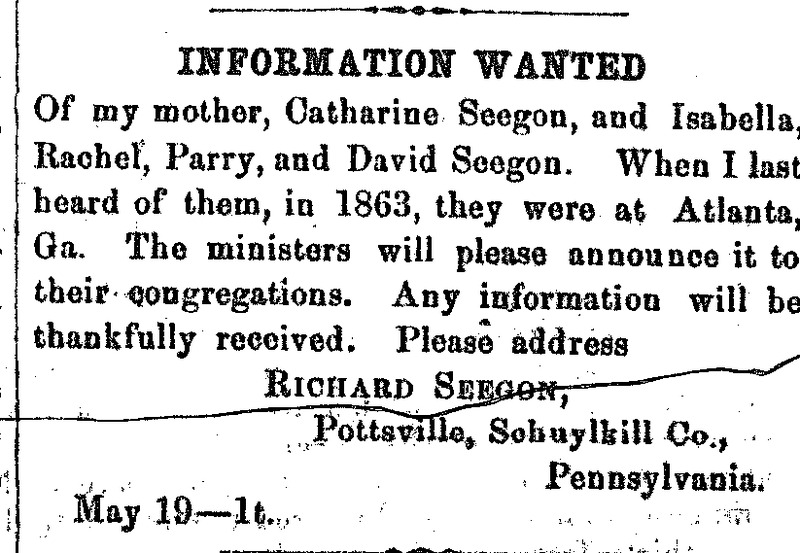 INFORMATION WANTED
Of my mother, Catharine Seegon, and Isabella,
Rachel, Parry, and David Seegon. When I last
heard of them, in 1863, they were at Atlanta,
Ga. The ministers will please announce it to
their congregations. Any information will be
thankfully received. Please address
RICHARD SEEGON,
Pottsville, Schuylkill Co.,
Pennsylvania.
May 19—1t.